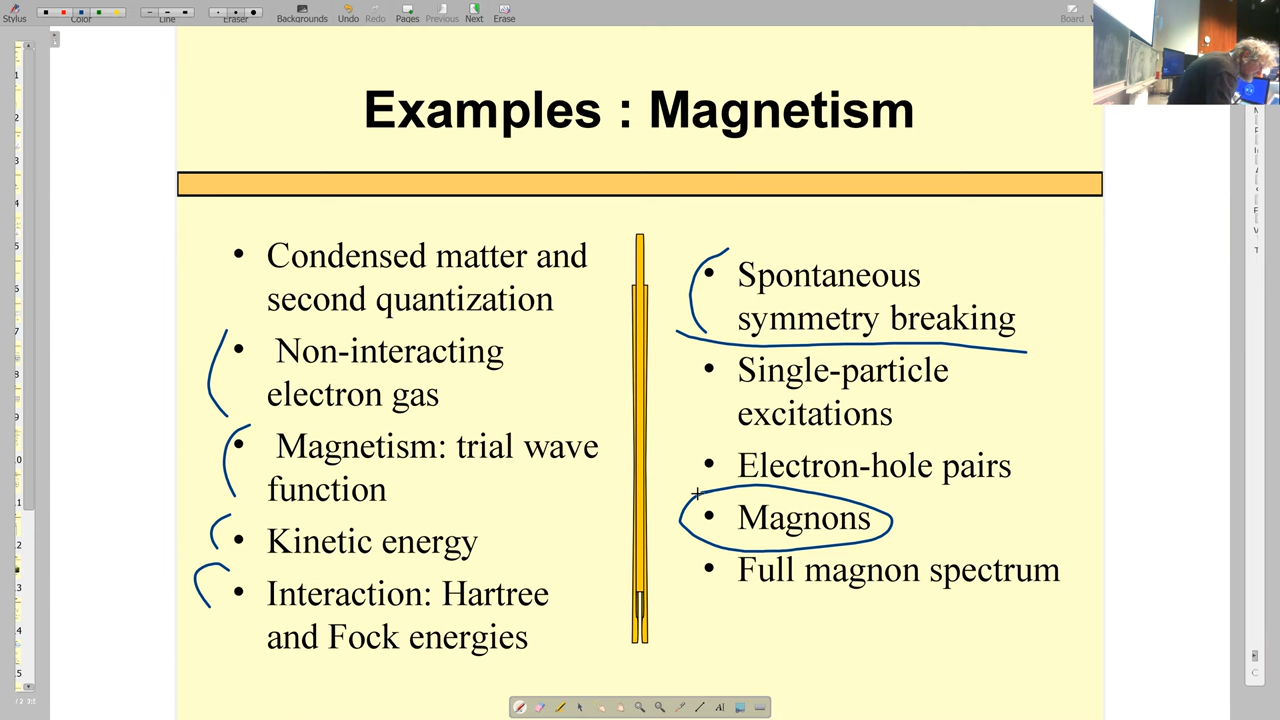 Stylus Color Line Eraser Backgrounds Undo Redo Pages Previous Next Erase Board
Examples : Magnetism
• Condensed matter and
second quantization
• Non-interacting
electron gas
• Magnetism: trial wave
function
• Kinetic energy
• Interaction: Hartree
and Fock energies
• Spontaneous
symmetry breaking
• Single-particle
excitations
• Electron-hole pairs
• Magnons
• Full magnon spectrum